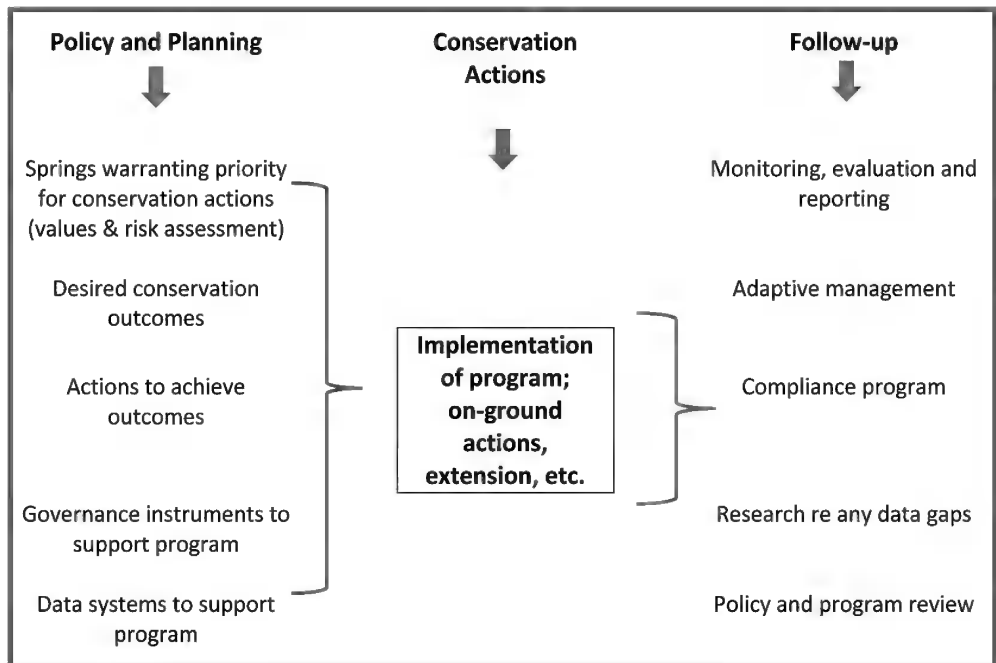 Policy and Planning
Springs warranting priority
for conservation actions
(values & risk assessment)
Desired conservation
outcomes
Actions to achieve
outcomes
Governance instruments to
support program
Data systems to support
program
Conservation
Actions
Implementation
of program;
on-ground
actions,
extension, etc.
Follow-up
Monitoring, evaluation and
reporting
Adaptive management
Compliance program
Research re any data gaps
Policy and program review